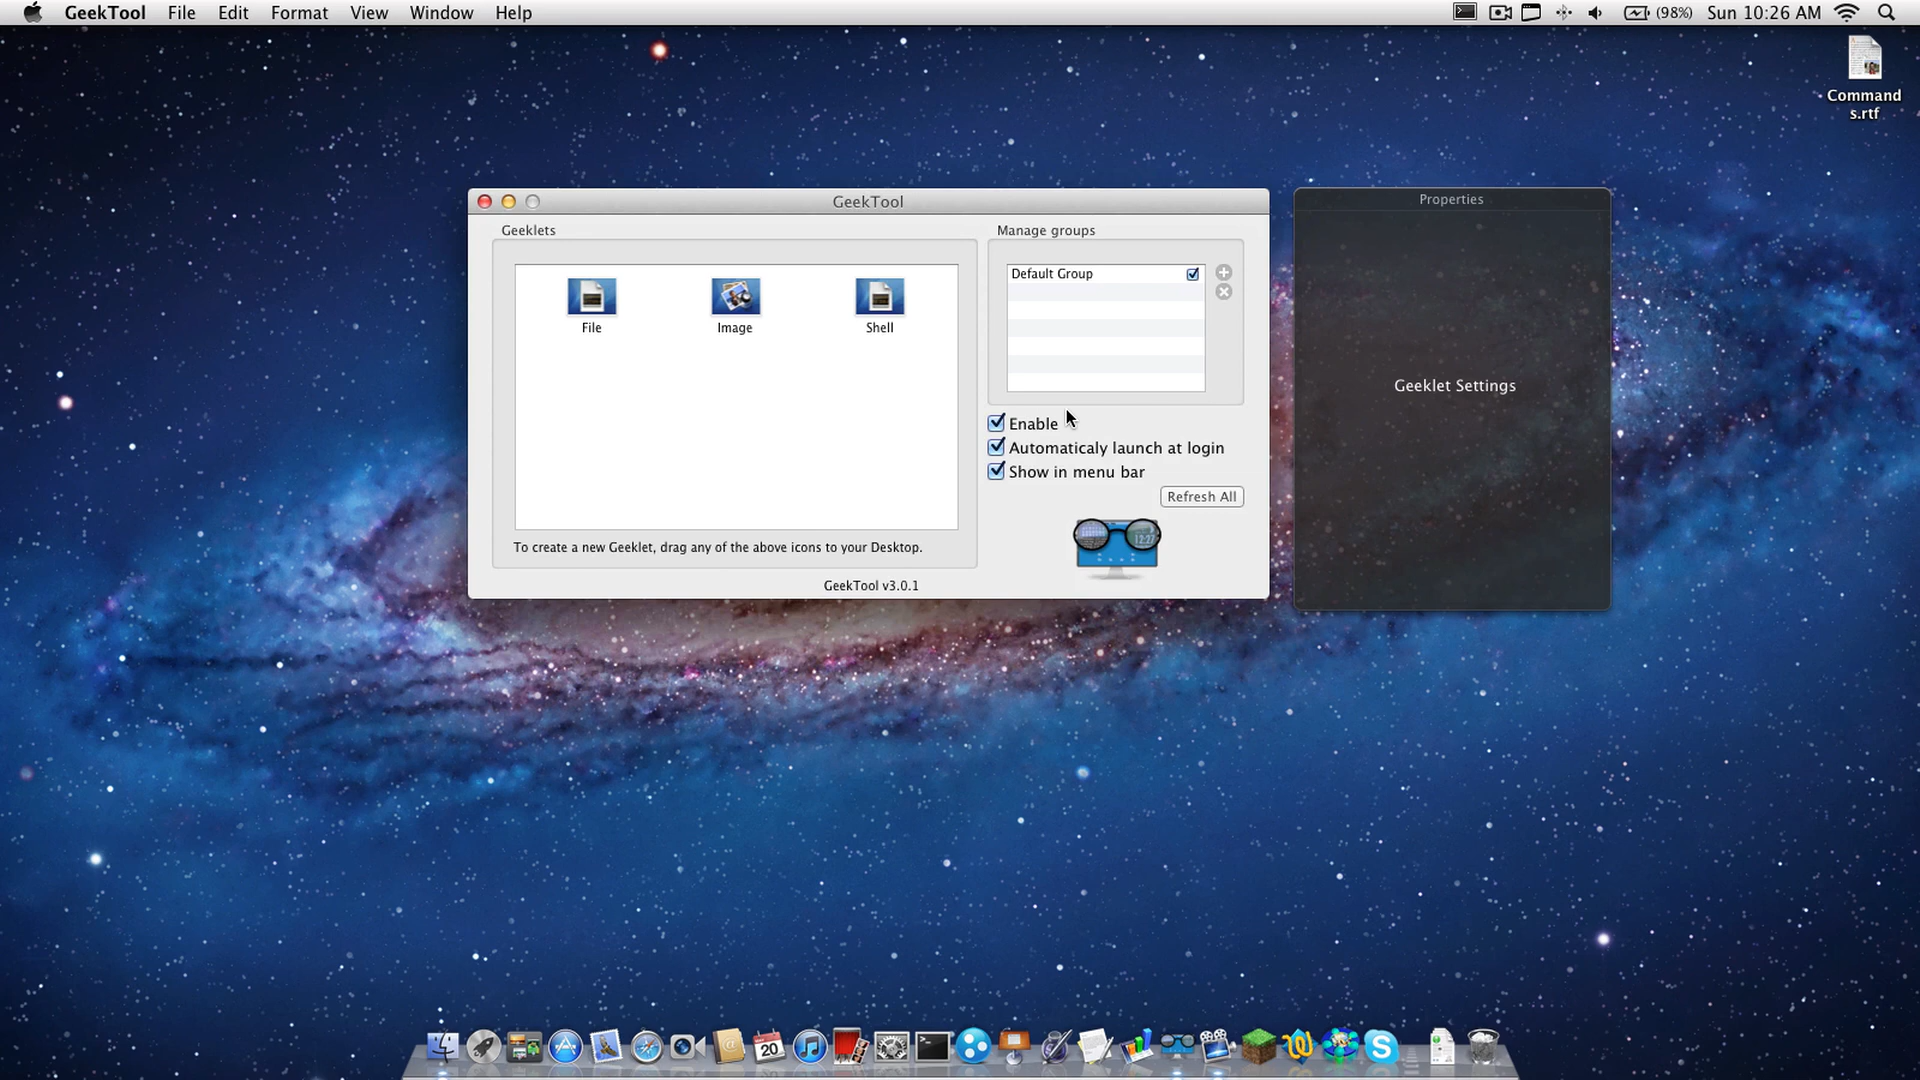 GeekTool File Edit Format View Window Help (98%) Sun 10:26 AM
Command
s.rtf
GeekTool
Properties
Geeklets
Manage groups
Default Group
File
Image
Shell
Geeklet Settings
Enable
Automaticaly launch at login
Show in menu bar
Refresh All
12:27
To create a new Geeklet, drag any of the above icons to your Desktop.
GeekTool v3.0.1
20